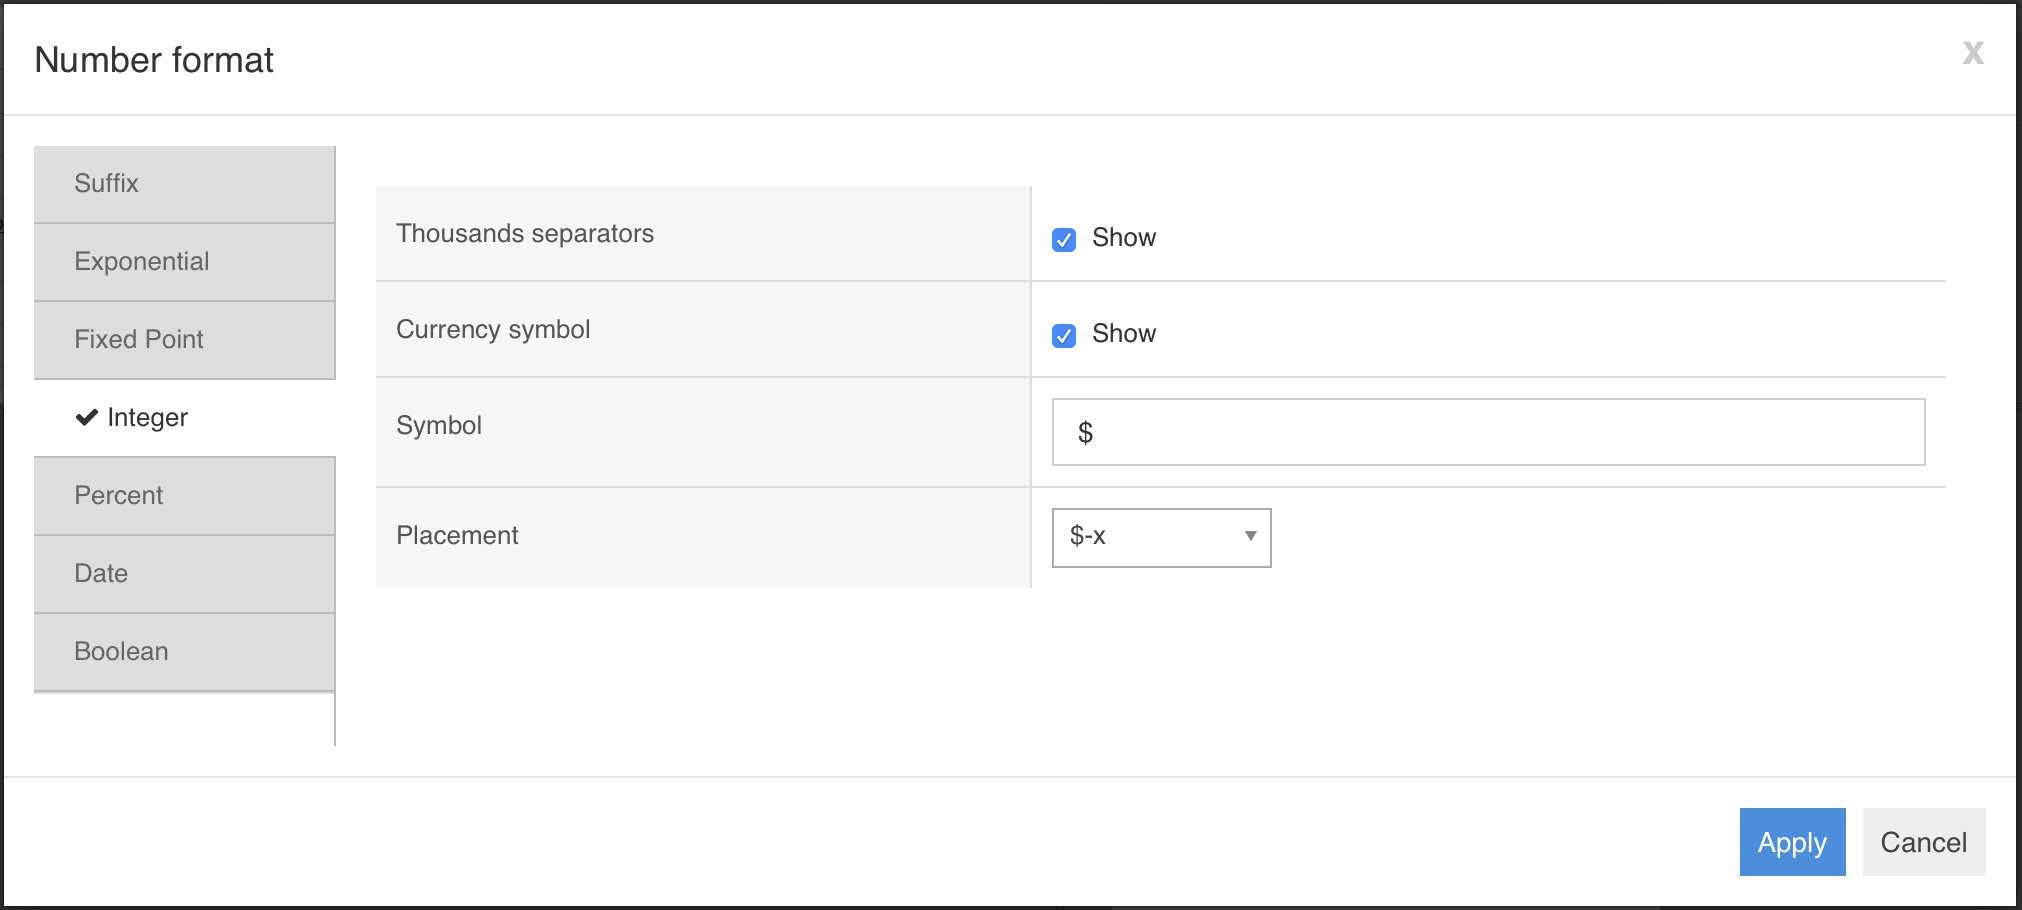 Number format
x
Suffix
Exponential
Fixed Point
Integer
Percent
Date
Boolean
Thousands separators
Show
Currency symbol
Show
Symbol
$
Placement
$-x
Apply
Cancel